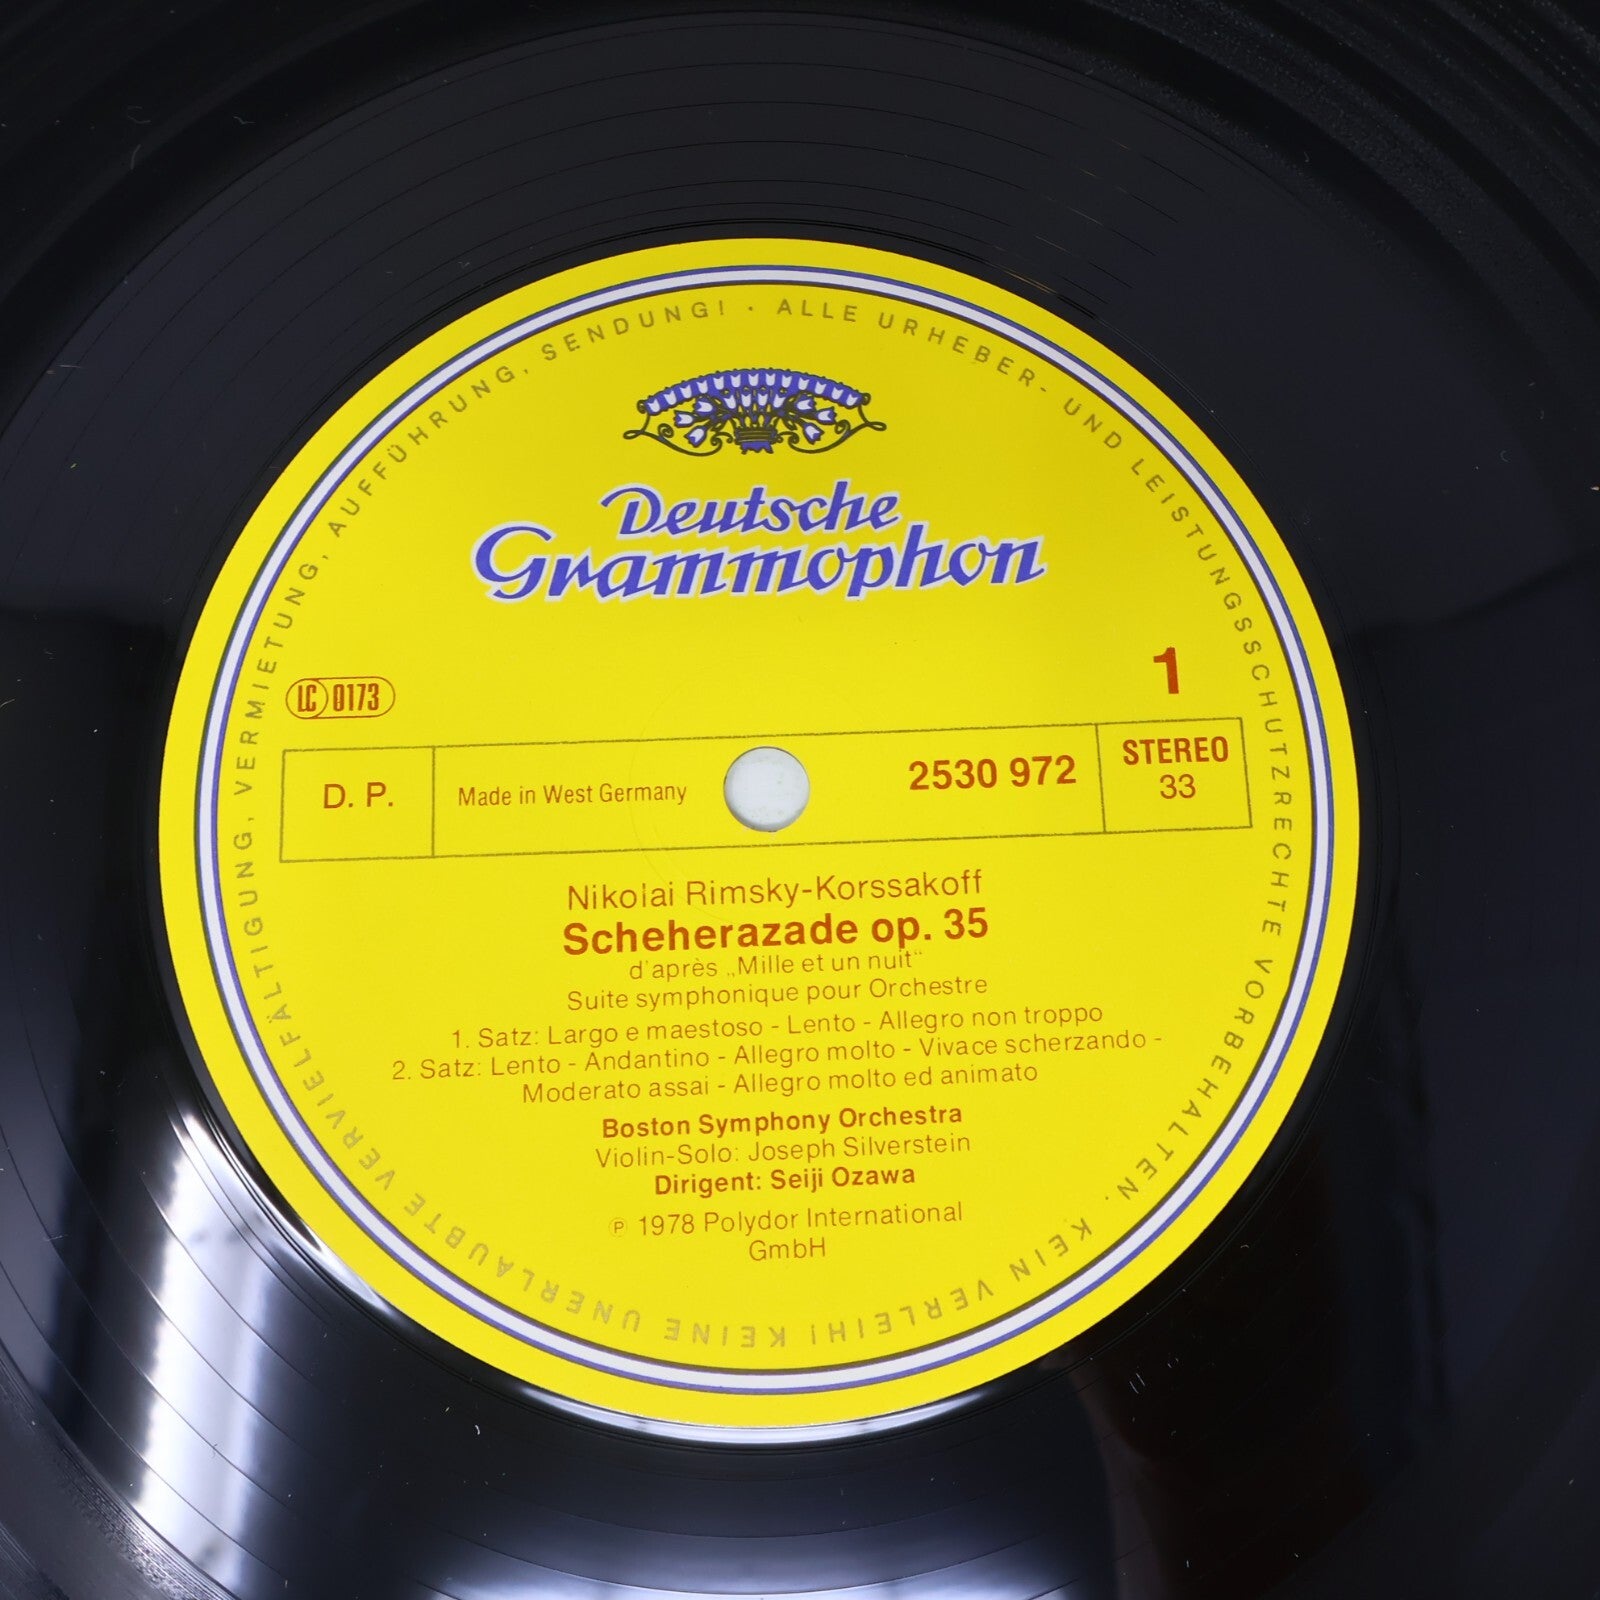 ALLE URHEBER- UND LEISTUNGSSCHUTZRECHTE VORBEHALTEN. KEIN VERLEIH! KEINE UNERLAUBTE VERVIELFÄLTIGUNG, VERMIETUNG, AUFFÜHRUNG, SENDUNG! ·
Deutsche
Grammophon
LC 0173
1
D. P.
Made in West Germany
2530 972
STEREO
33
Nikolai Rimsky-Korssakoff
Scheherazade op. 35
d'après „Mille et un nuit“
Suite symphonique pour Orchestre
1. Satz: Largo e maestoso - Lento - Allegro non troppo
2. Satz: Lento - Andantino - Allegro molto - Vivace scherzando -
Moderato assai - Allegro molto ed animato
Boston Symphony Orchestra
Violin-Solo: Joseph Silverstein
Dirigent: Seiji Ozawa
℗ 1978 Polydor International
GmbH